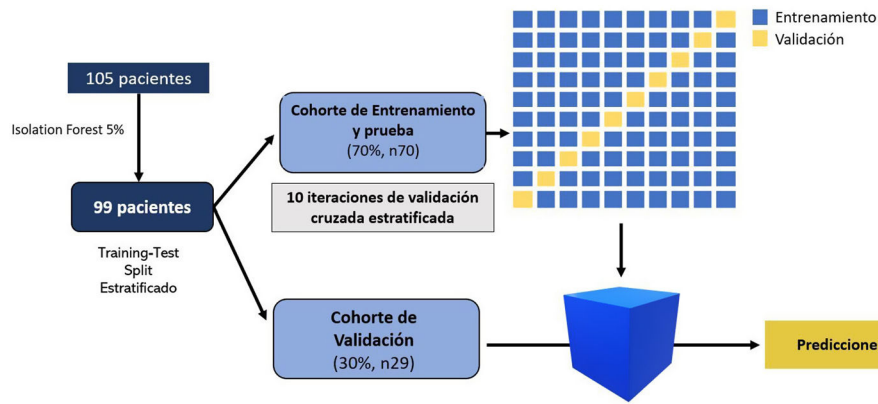 Entrenamiento
Validación
105 pacientes
Isolation Forest 5%
Cohorte de Entrenamiento
y prueba
(70%, n70)
10 iteraciones de validación
cruzada estratificada
99 pacientes
Training-Test
Split
Estratificado
Cohorte de
Validación
(30%, n29)
Prediccione